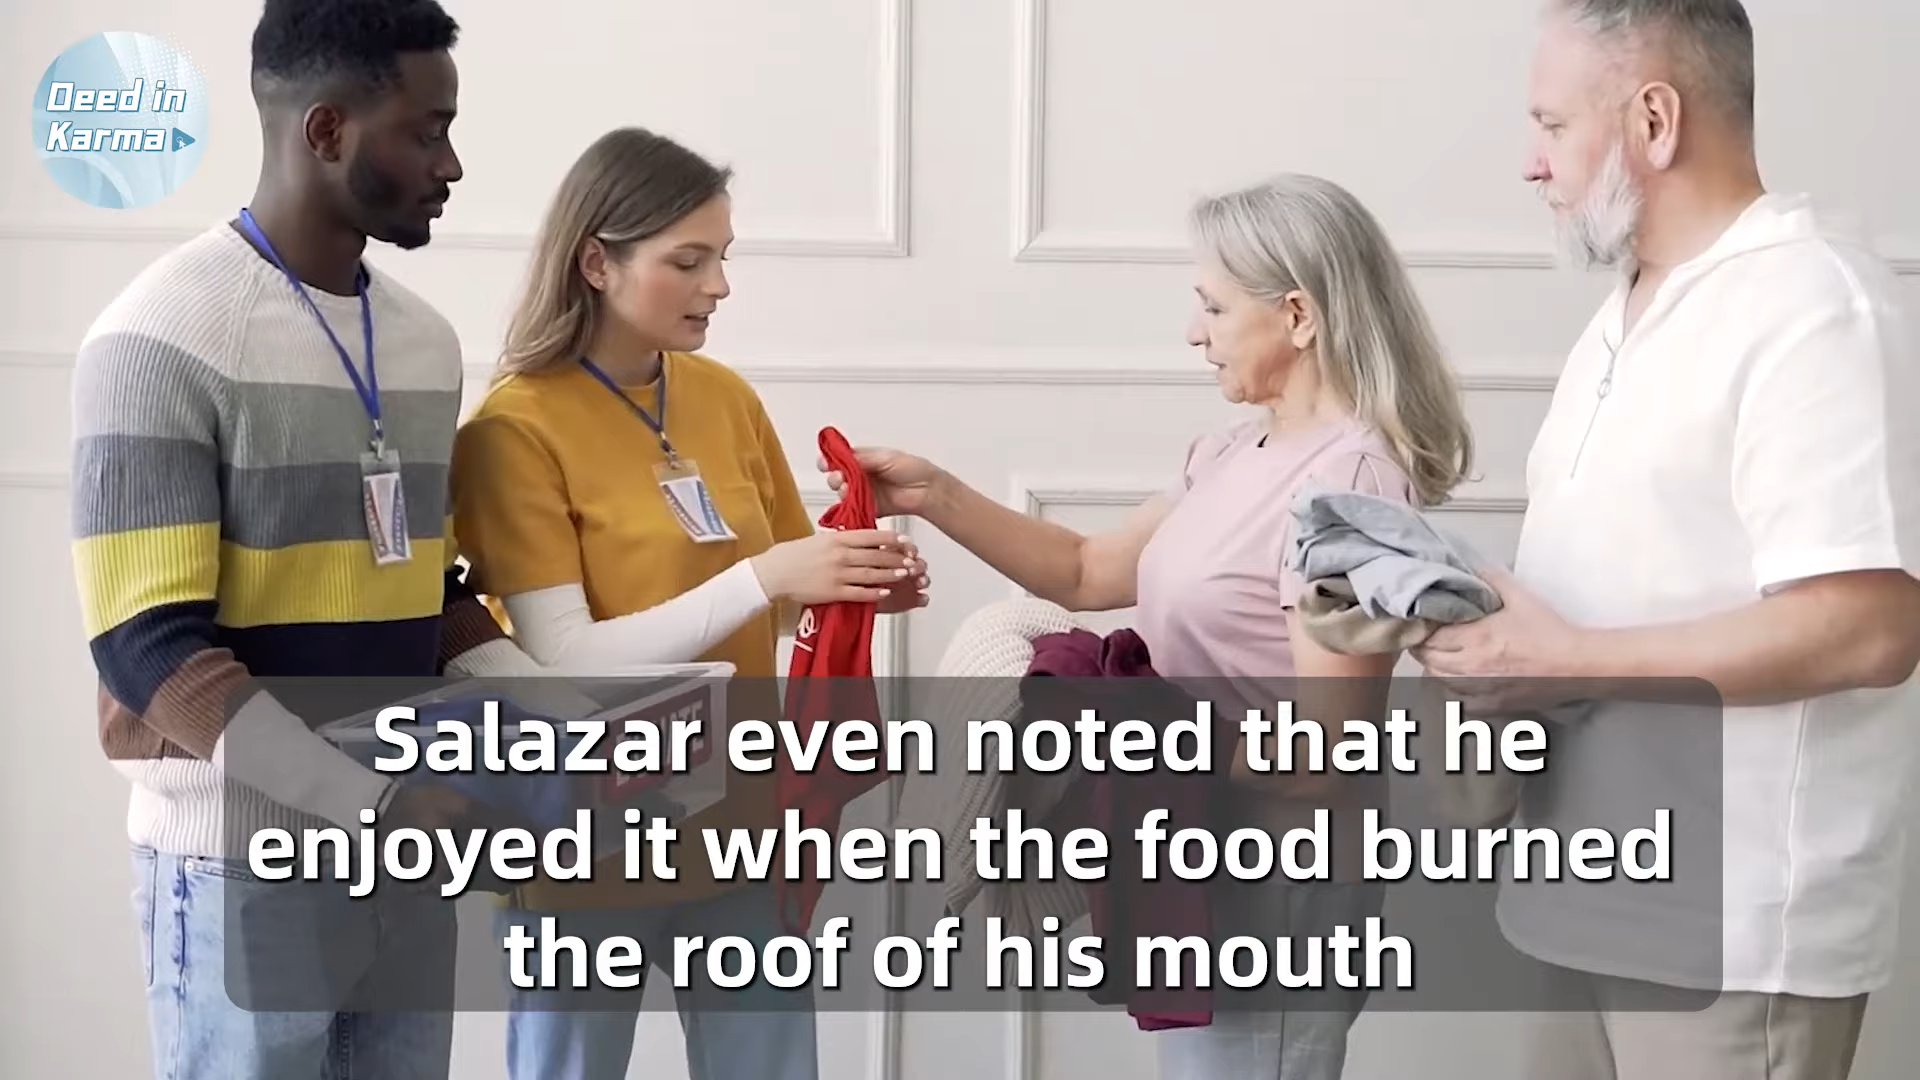 Deed in
Karma
Salazar even noted that he
enjoyed it when the food burned
the roof of his mouth